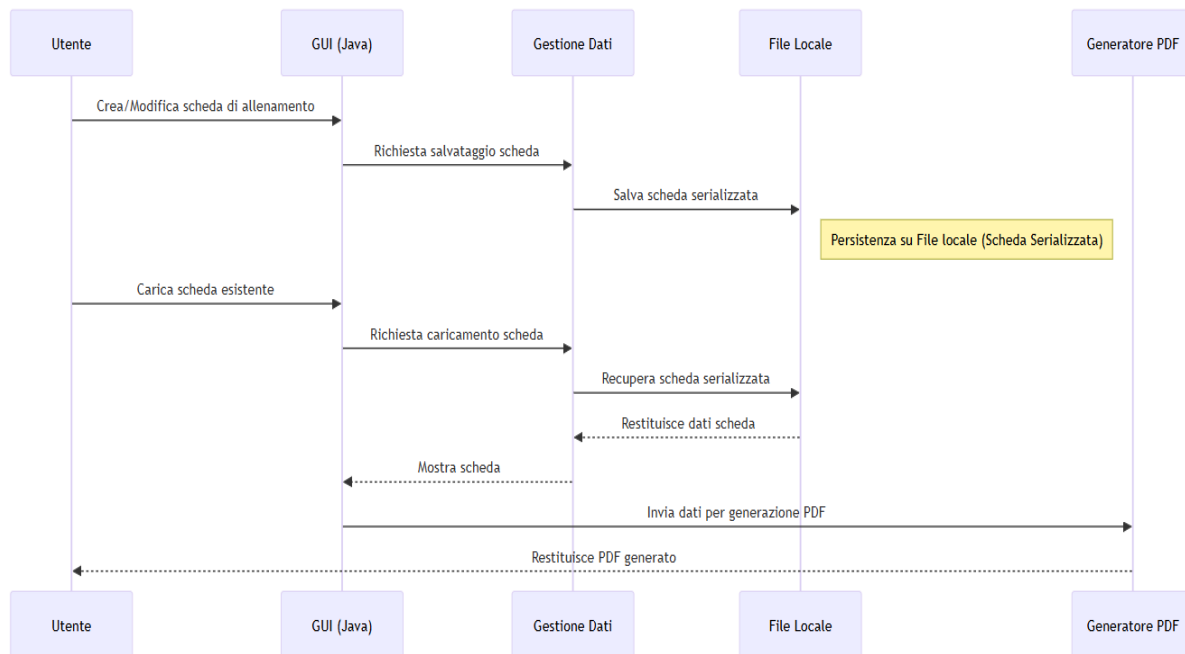 Utente
GUI (Java)
Gestione Dati
File Locale
Generatore PDF
Crea/Modifica scheda di allenamento
Richiesta salvataggio scheda
Salva scheda serializzata
Persistenza su File locale (Scheda Serializzata)
Carica scheda esistente
Richiesta caricamento scheda
Recupera scheda serializzata
Restituisce dati scheda
Mostra scheda
Invia dati per generazione PDF
Restituisce PDF generato
Utente
GUI (Java)
Gestione Dati
File Locale
Generatore PDF